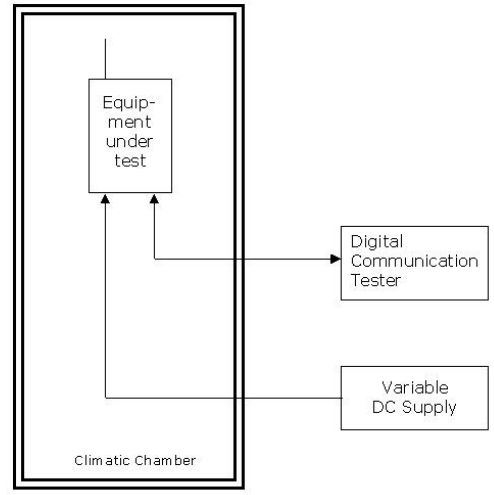 Equip-
ment
under
test
Digital
Communication
Tester
Variable
DC Supply
Climatic Chamber